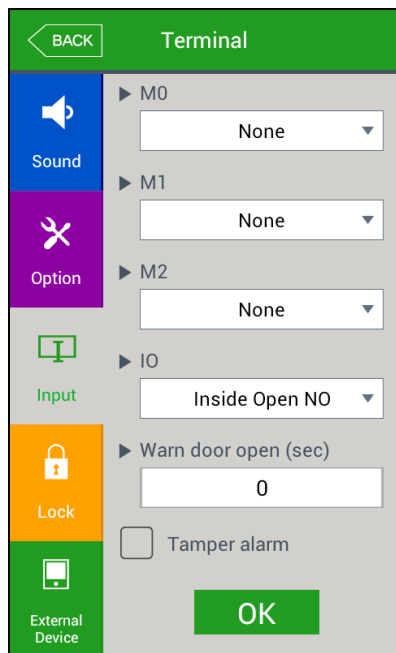 BACK
Terminal
Sound
Option
Input
Lock
External
Device
M0
None
M1
None
M2
None
IO
Inside Open NO
Warn door open (sec)
0
Tamper alarm
OK